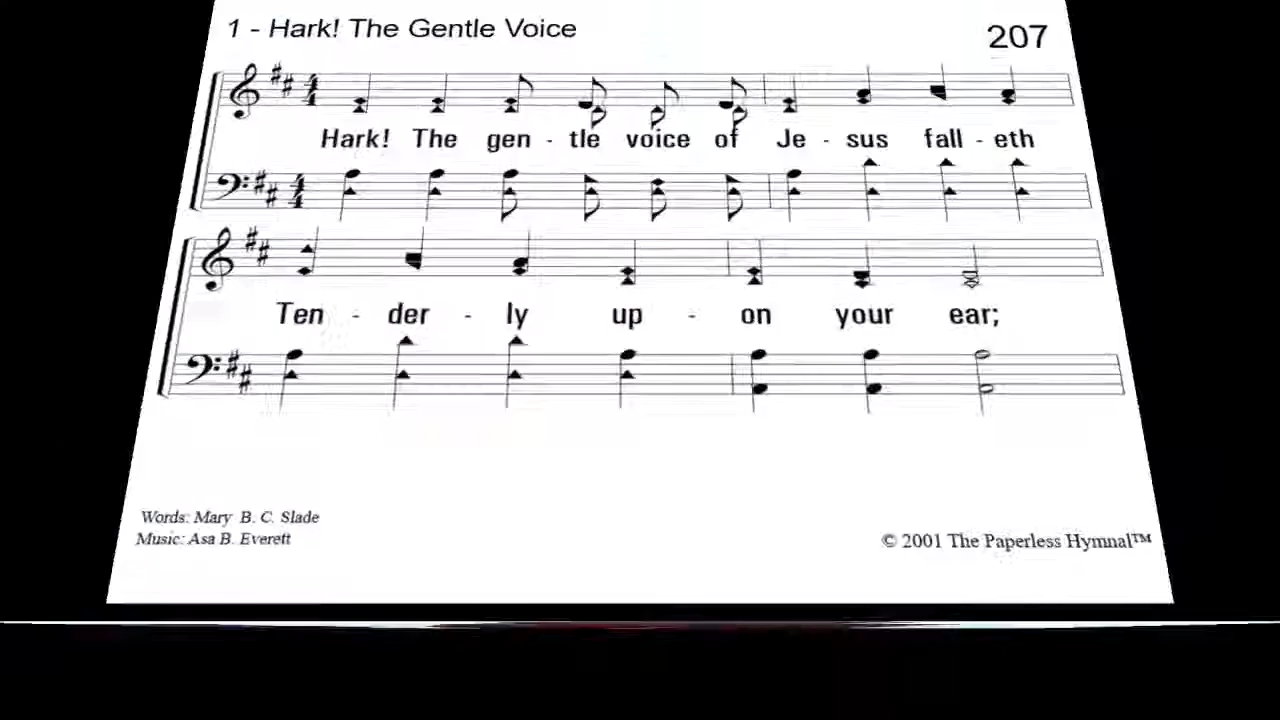 1 - Hark! The Gentle Voice
207
Hark! The gen - tle voice of Je - sus fall - eth
Ten - der - ly up - on your ear;
Words: Mary B. C. Slade
Music: Asa B. Everett
© 2001 The Paperless Hymnal™